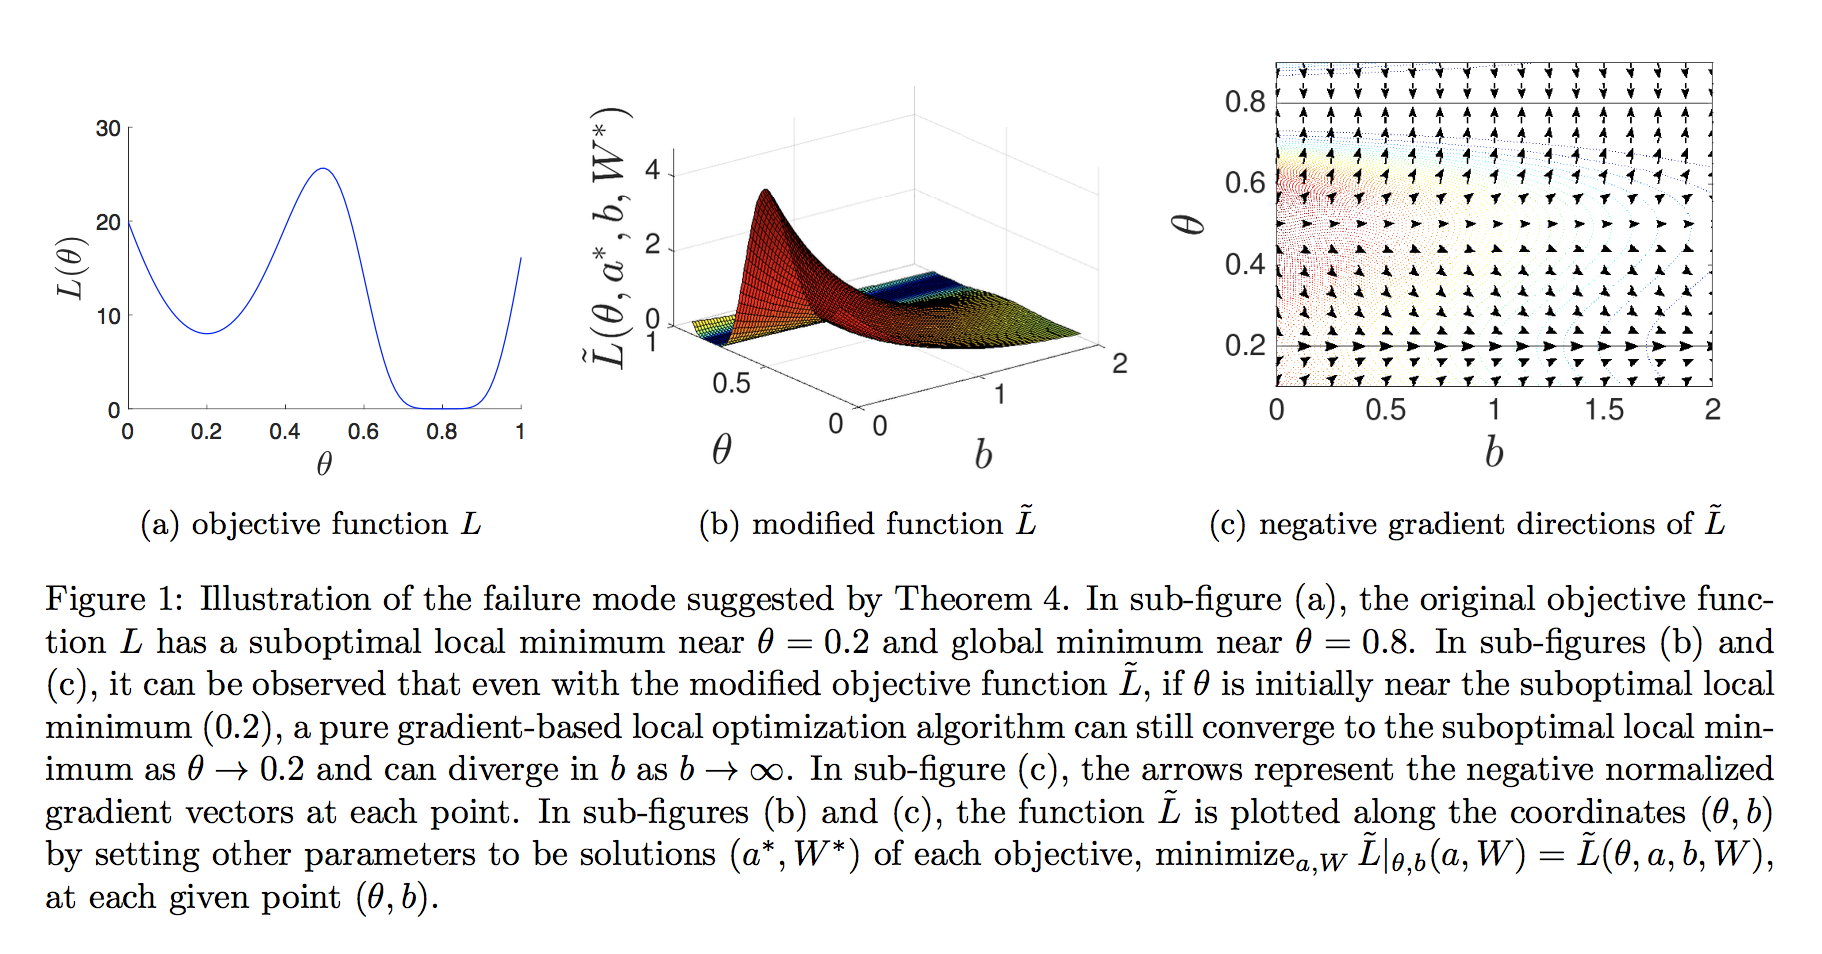 30
20
10
0
L(θ)
0 0.2 0.4 0.6 0.8 1
θ
L̃(θ, a*, b, W*)
4
2
0
1
0.5
0
θ
0
1
2
b
0.8
0.6
0.4
0.2
θ
0 0.5 1 1.5 2
b
(a) objective function L
(b) modified function L̃
(c) negative gradient directions of L̃
Figure 1: Illustration of the failure mode suggested by Theorem 4. In sub-figure (a), the original objective func-
tion L has a suboptimal local minimum near θ = 0.2 and global minimum near θ = 0.8. In sub-figures (b) and
(c), it can be observed that even with the modified objective function L̃, if θ is initially near the suboptimal local
minimum (0.2), a pure gradient-based local optimization algorithm can still converge to the suboptimal local min-
imum as θ → 0.2 and can diverge in b as b → ∞. In sub-figure (c), the arrows represent the negative normalized
gradient vectors at each point. In sub-figures (b) and (c), the function L̃ is plotted along the coordinates (θ, b)
by setting other parameters to be solutions (a*, W*) of each objective, minimize_{a,W} L̃|_{θ,b}(a, W) = L̃(θ, a, b, W),
at each given point (θ, b).